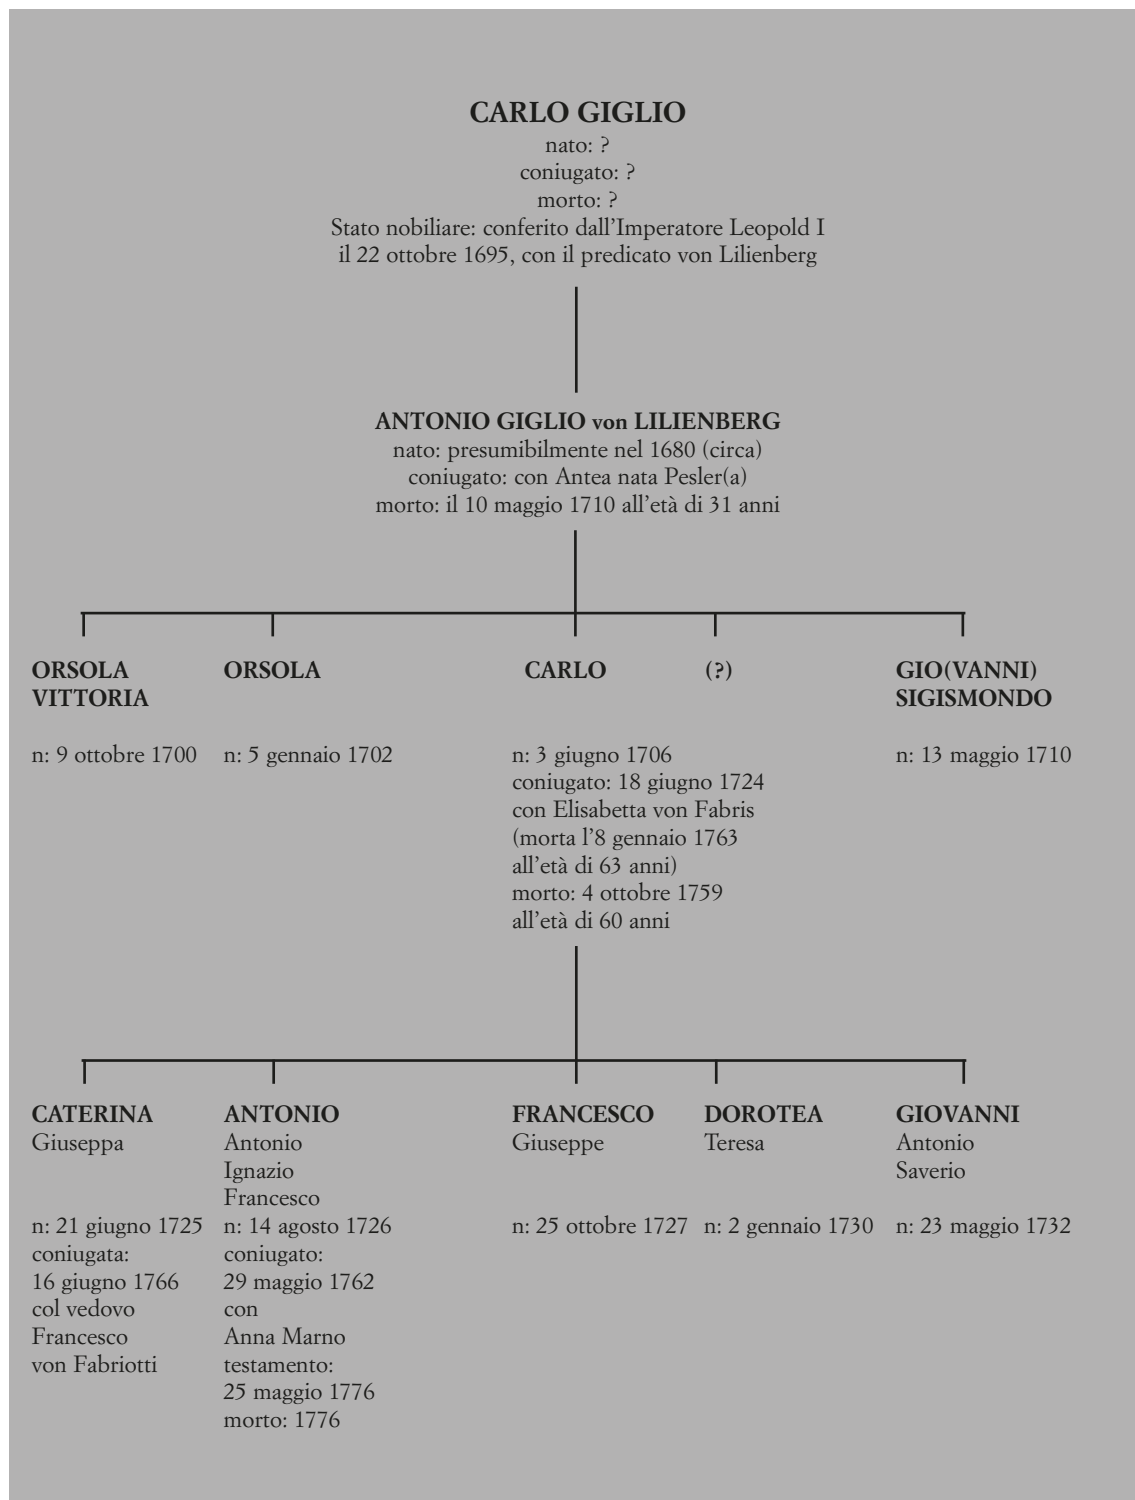 CARLO GIGLIO
nato: ?
coniugato: ?
morto: ?
Stato nobiliare: conferito dall’Imperatore Leopold I
il 22 ottobre 1695, con il predicato von Lilienberg
ANTONIO GIGLIO von LILIENBERG
nato: presumibilmente nel 1680 (circa)
coniugato: con Antea nata Pesler(a)
morto: il 10 maggio 1710 all’età di 31 anni
ORSOLA
VITTORIA
n: 9 ottobre 1700
ORSOLA
n: 5 gennaio 1702
CARLO
n: 3 giugno 1706
coniugato: 18 giugno 1724
con Elisabetta von Fabris
(morta l’8 gennaio 1763
all’età di 63 anni)
morto: 4 ottobre 1759
all’età di 60 anni
(?)
GIO(VANNI)
SIGISMONDO
n: 13 maggio 1710
CATERINA
Giuseppa
n: 21 giugno 1725
coniugata:
16 giugno 1766
col vedovo
Francesco
von Fabriotti
ANTONIO
Antonio
Ignazio
Francesco
n: 14 agosto 1726
coniugato:
29 maggio 1762
con
Anna Marno
testamento:
25 maggio 1776
morto: 1776
FRANCESCO
Giuseppe
n: 25 ottobre 1727
DOROTEA
Teresa
n: 2 gennaio 1730
GIOVANNI
Antonio
Saverio
n: 23 maggio 1732